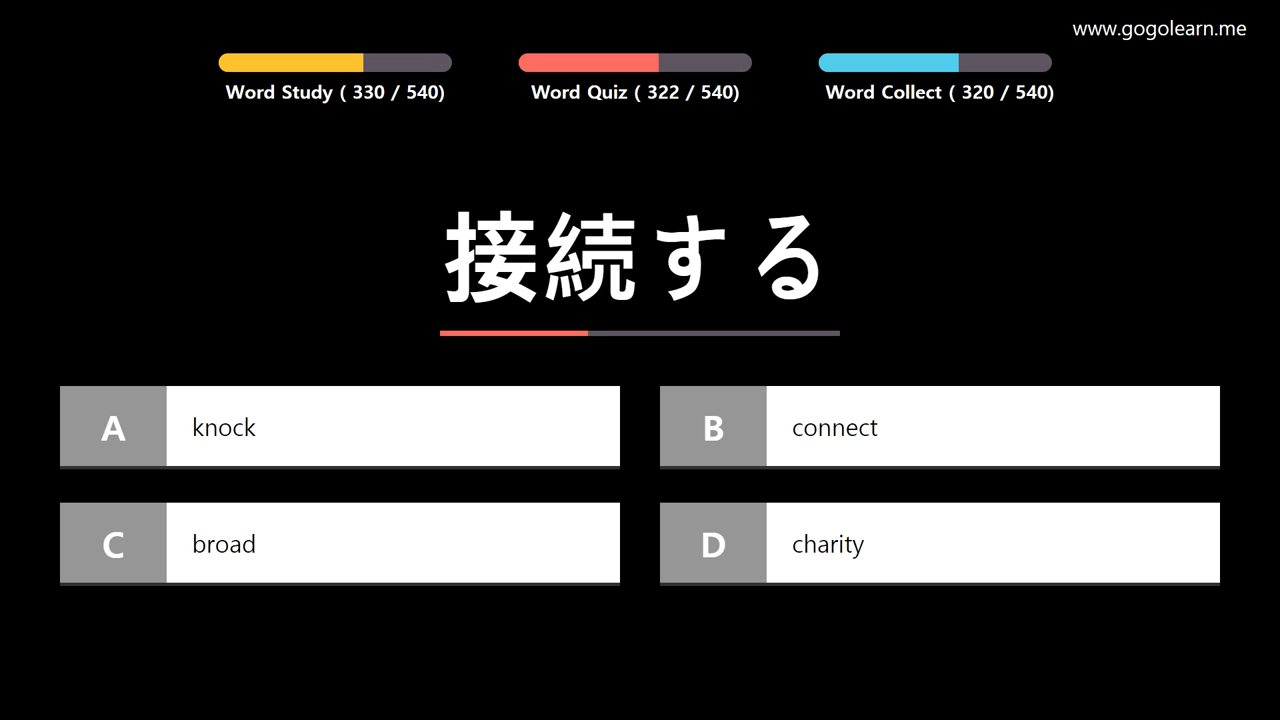 www.gogolearn.me
Word Study ( 330 / 540)
Word Quiz ( 322 / 540)
Word Collect ( 320 / 540)
接続する
A knock
B connect
C broad
D charity